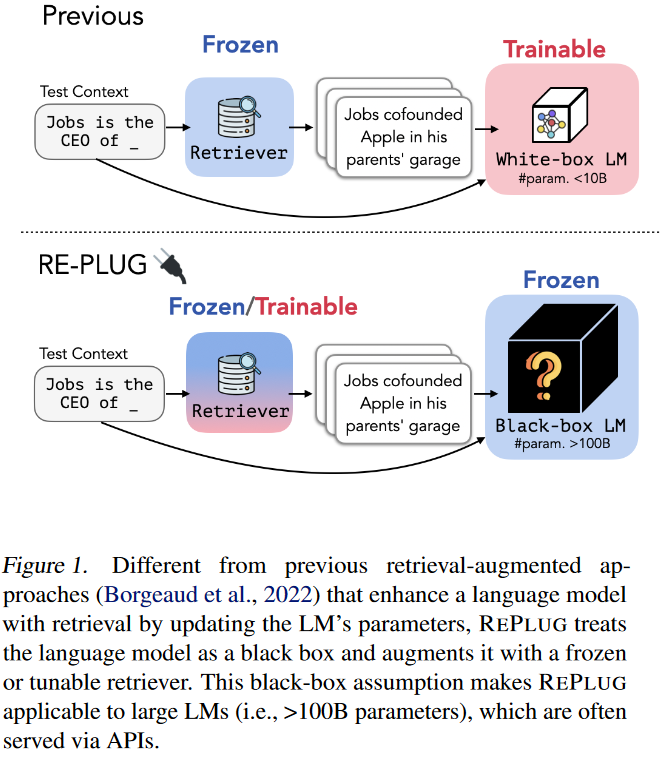 Previous
Frozen
Trainable
Test Context
Jobs is the
CEO of _
Retriever
Jobs cofounded
Apple in his
parents' garage
White-box LM
#param. <10B
RE-PLUG
Frozen/Trainable
Frozen
Test Context
Jobs is the
CEO of _
Retriever
Jobs cofounded
Apple in his
parents' garage
?
Black-box LM
#param. >100B
Figure 1. Different from previous retrieval-augmented ap-
proaches (Borgeaud et al., 2022) that enhance a language model
with retrieval by updating the LM's parameters, REPLUG treats
the language model as a black box and augments it with a frozen
or tunable retriever. This black-box assumption makes REPLUG
applicable to large LMs (i.e., >100B parameters), which are often
served via APIs.